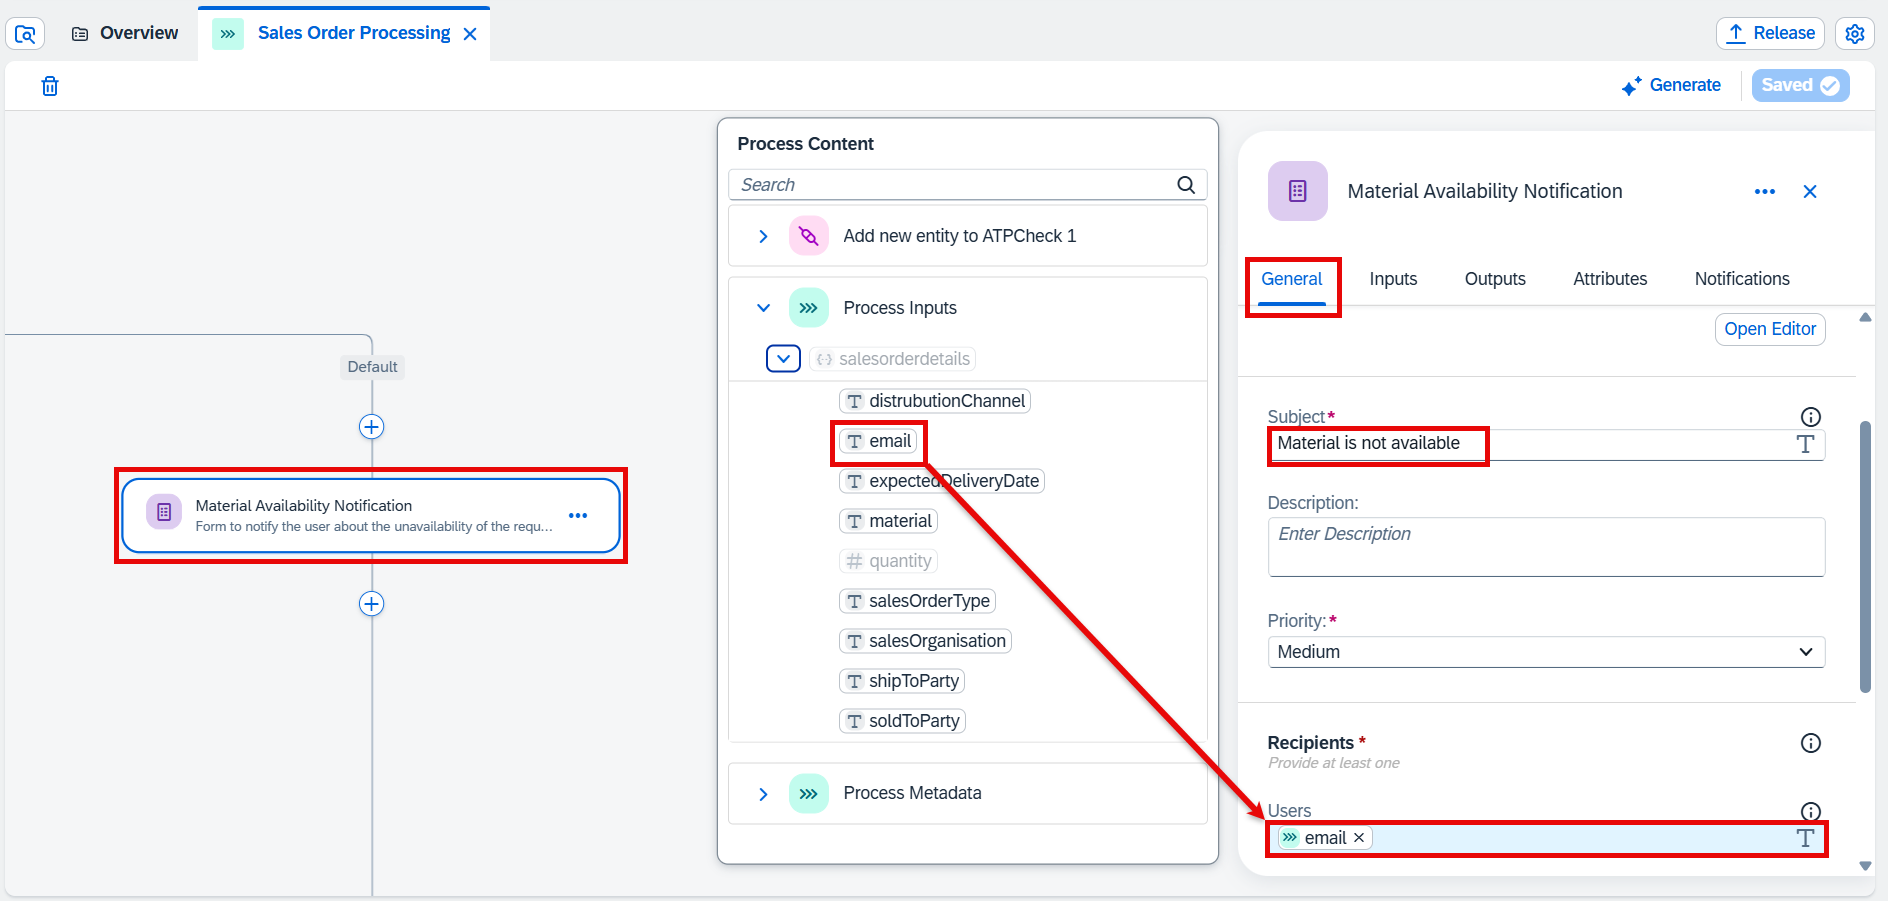 Overview
Sales Order Processing
Release
Generate
Saved
Default
Material Availability Notification
Form to notify the user about the unavailability of the requ...
Process Content
Search
Add new entity to ATPCheck 1
Process Inputs
salesorderdetails
distrubutionChannel
email
expectedDeliveryDate
material
quantity
salesOrderType
salesOrganisation
shipToParty
soldToParty
Process Metadata
Material Availability Notification
General Inputs Outputs Attributes Notifications
Open Editor
Subject*
Material is not available
Description:
Enter Description
Priority:*
Medium
Recipients *
Provide at least one
Users
email